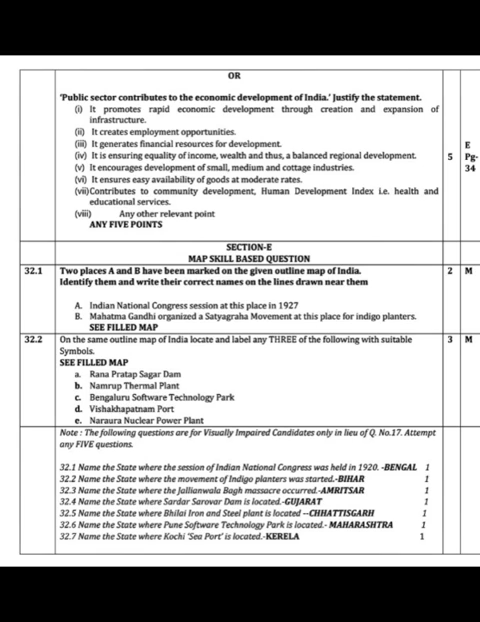 OR
‘Public sector contributes to the economic development of India.’ Justify the statement.
(i) It promotes rapid economic development through creation and expansion of
infrastructure.
(ii) It creates employment opportunities.
(iii) It generates financial resources for development.
(iv) It is ensuring equality of income, wealth and thus, a balanced regional development.
(v) It encourages development of small, medium and cottage industries.
(vi) It ensures easy availability of goods at moderate rates.
(vii)Contributes to community development, Human Development Index i.e. health and
educational services.
(viii) Any other relevant point
ANY FIVE POINTS
5
E
Pg-
34
SECTION-E
MAP SKILL BASED QUESTION
32.1 Two places A and B have been marked on the given outline map of India. 2 M
Identify them and write their correct names on the lines drawn near them
A. Indian National Congress session at this place in 1927
B. Mahatma Gandhi organized a Satyagraha Movement at this place for indigo planters.
SEE FILLED MAP
32.2 On the same outline map of India locate and label any THREE of the following with suitable 3 M
Symbols.
SEE FILLED MAP
a. Rana Pratap Sagar Dam
b. Namrup Thermal Plant
c. Bengaluru Software Technology Park
d. Vishakhapatnam Port
e. Naraura Nuclear Power Plant
Note : The following questions are for Visually Impaired Candidates only in lieu of Q. No.17. Attempt
any FIVE questions.
32.1 Name the State where the session of Indian National Congress was held in 1920. -BENGAL 1
32.2 Name the State where the movement of Indigo planters was started.-BIHAR 1
32.3 Name the State where the Jallianwala Bagh massacre occurred.-AMRITSAR 1
32.4 Name the State where Sardar Sarovar Dam is located.-GUJARAT 1
32.5 Name the State where Bhilai Iron and Steel plant is located --CHHATTISGARH 1
32.6 Name the State where Pune Software Technology Park is located.- MAHARASHTRA 1
32.7 Name the State where Kochi ‘Sea Port’ is located.-KERELA 1